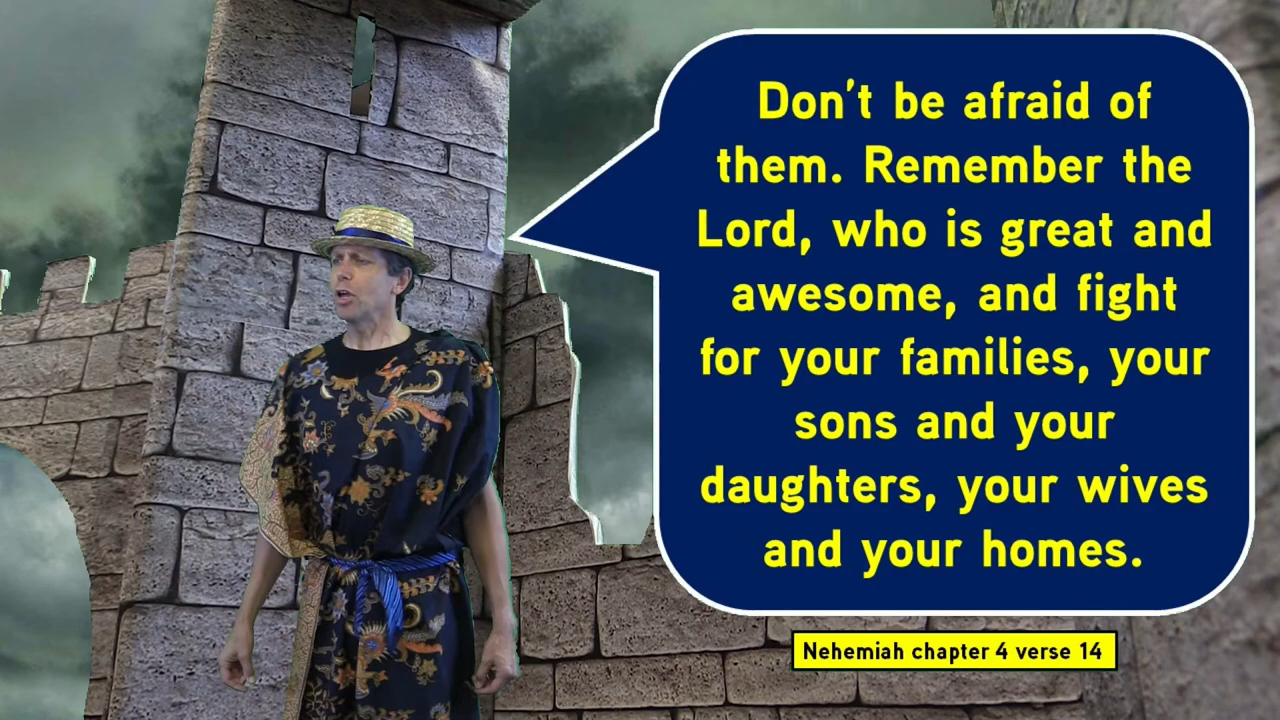 Don't be afraid of
them. Remember the
Lord, who is great and
awesome, and fight
for your families, your
sons and your
daughters, your wives
and your homes.
Nehemiah chapter 4 verse 14